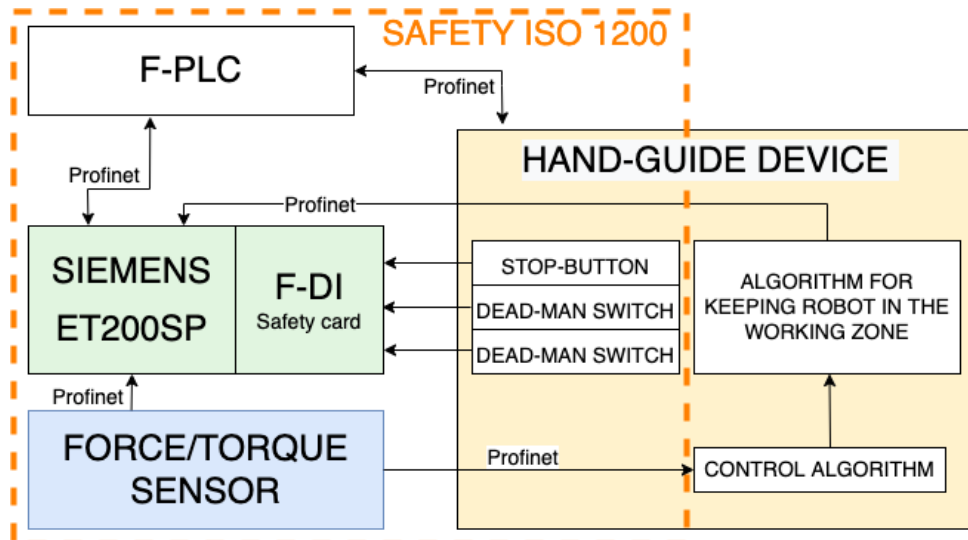 SAFETY ISO 1200
F-PLC
Profinet
HAND-GUIDE DEVICE
Profinet
Profinet
SIEMENS
ET200SP
F-DI
Safety card
STOP-BUTTON
DEAD-MAN SWITCH
DEAD-MAN SWITCH
ALGORITHM FOR
KEEPING ROBOT IN THE
WORKING ZONE
Profinet
FORCE/TORQUE
SENSOR
Profinet
CONTROL ALGORITHM